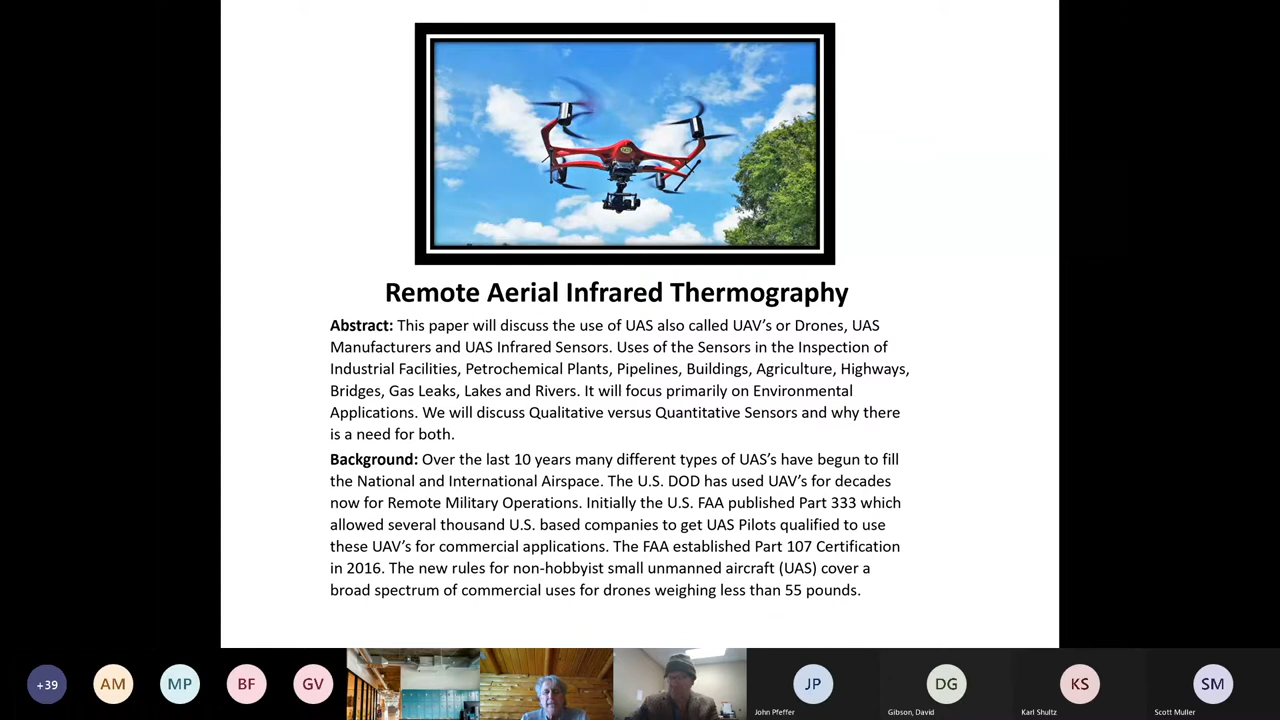 Remote Aerial Infrared Thermography
Abstract: This paper will discuss the use of UAS also called UAV's or Drones, UAS
Manufacturers and UAS Infrared Sensors. Uses of the Sensors in the Inspection of
Industrial Facilities, Petrochemical Plants, Pipelines, Buildings, Agriculture, Highways,
Bridges, Gas Leaks, Lakes and Rivers. It will focus primarily on Environmental
Applications. We will discuss Qualitative versus Quantitative Sensors and why there
is a need for both.
Background: Over the last 10 years many different types of UAS's have begun to fill
the National and International Airspace. The U.S. DOD has used UAV's for decades
now for Remote Military Operations. Initially the U.S. FAA published Part 333 which
allowed several thousand U.S. based companies to get UAS Pilots qualified to use
these UAV's for commercial applications. The FAA established Part 107 Certification
in 2016. The new rules for non-hobbyist small unmanned aircraft (UAS) cover a
broad spectrum of commercial uses for drones weighing less than 55 pounds.
+39
AM
MP
BF
GV
JP
DG
KS
SM
John Pfeffer
Gibson, David
Karl Shultz
Scott Muller